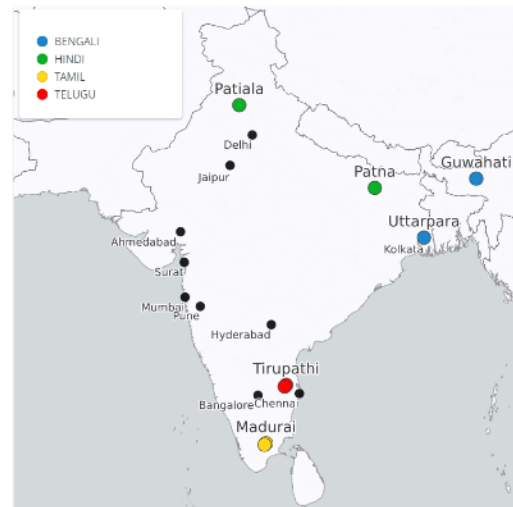 BENGALI
HINDI
TAMIL
TELUGU
Patiala
Delhi
Jaipur
Patna
Guwahati
Uttarpara
Kolkata
Ahmedabad
Surat
Mumbai
Pune
Hyderabad
Tirupathi
Bangalore
Chennai
Madurai